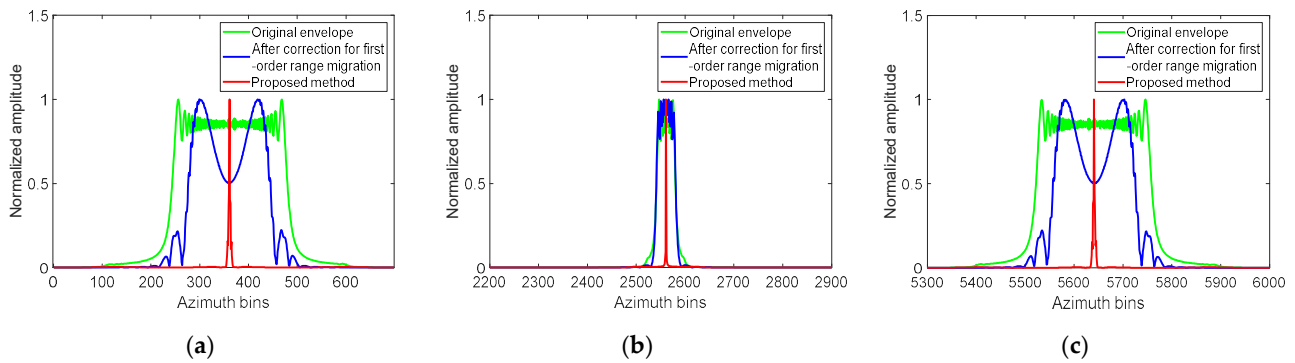 1.5
Original envelope
After correction for first
-order range migration
Proposed method
1
0.5
0
Normalized amplitude
0 100 200 300 400 500 600
Azimuth bins
(a)
1.5
Original envelope
After correction for first
-order range migration
Proposed method
1
0.5
0
Normalized amplitude
2200 2300 2400 2500 2600 2700 2800 2900
Azimuth bins
(b)
1.5
Original envelope
After correction for first
-order range migration
Proposed method
1
0.5
0
Normalized amplitude
5300 5400 5500 5600 5700 5800 5900 6000
Azimuth bins
(c)